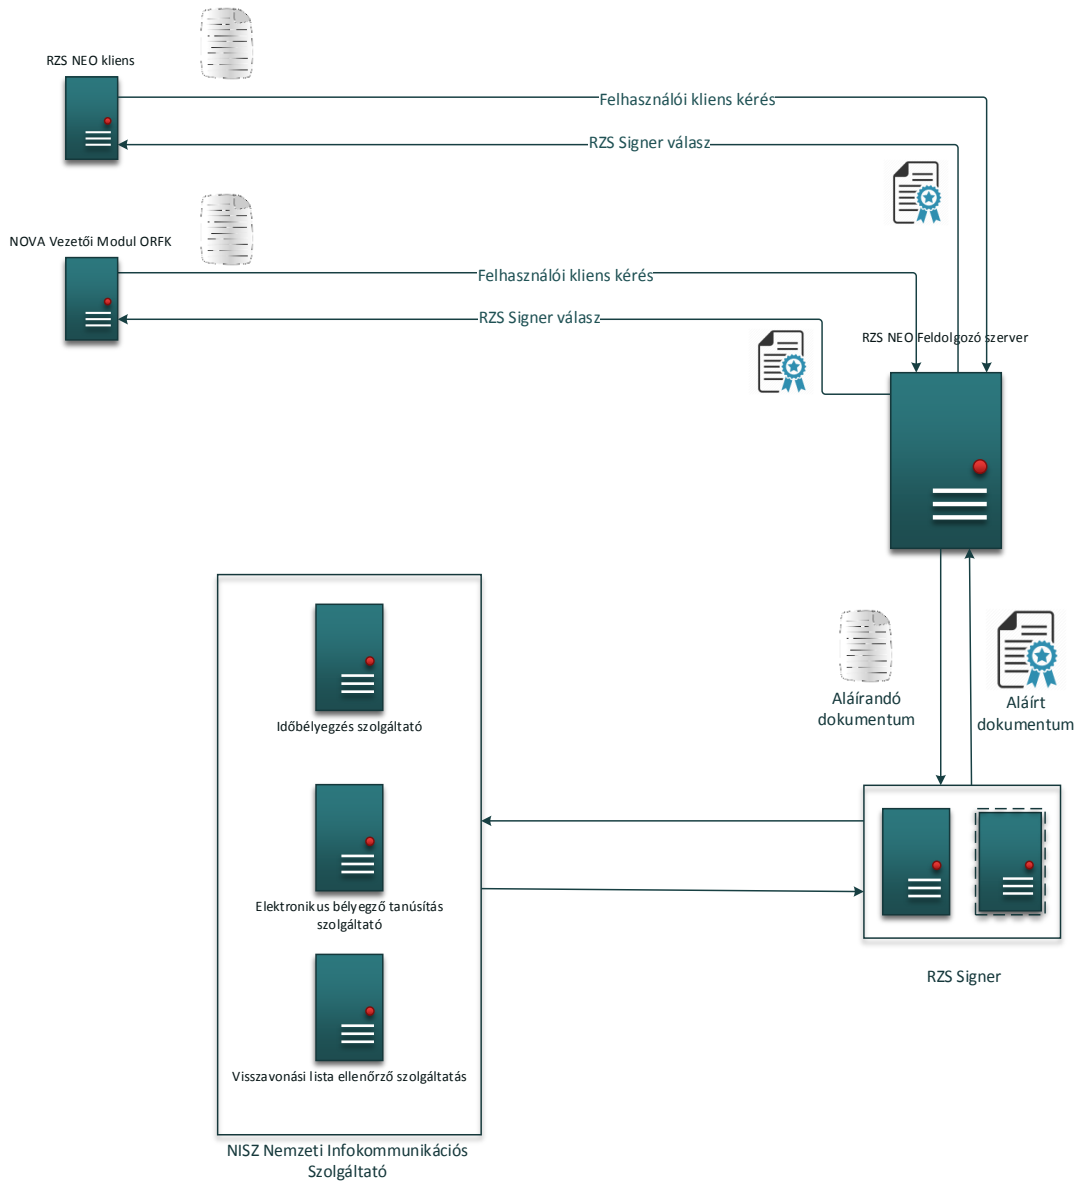 RZS NEO kliens
Felhasználói kliens kérés
RZS Signer válasz
NOVA Vezetői Modul ORFK
Felhasználói kliens kérés
RZS Signer válasz
RZS NEO Feldolgozó szerver
Aláírandó
dokumentum
Aláírt
dokumentum
Időbélyegzés szolgáltató
Elektronikus bélyegző tanúsítás
szolgáltató
RZS Signer
Visszavonási lista ellenőrző szolgáltatás
NISZ Nemzeti Infokommunikációs
Szolgáltató